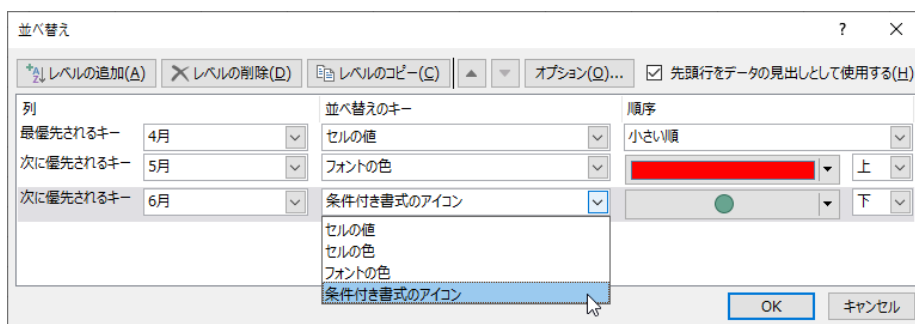 並べ替え ? ×
レベルの追加(A) レベルの削除(D) レベルのコピー(C) オプション(O)... 先頭行をデータの見出しとして使用する(H)
列 並べ替えのキー 順序
最優先されるキー 4月 セルの値 小さい順
次に優先されるキー 5月 フォントの色 上
次に優先されるキー 6月 条件付き書式のアイコン 下
セルの値
セルの色
フォントの色
条件付き書式のアイコン
OK キャンセル